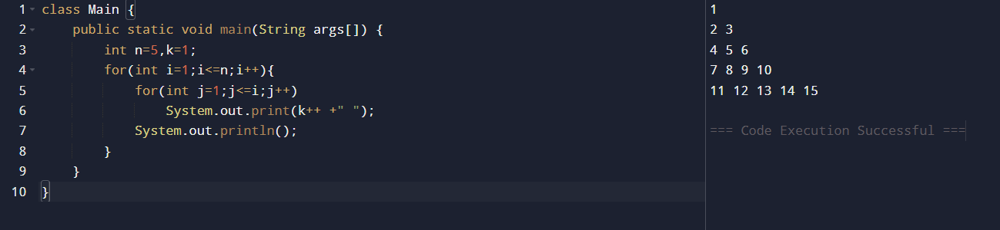 1 class Main {
2     public static void main(String args[]) {
3         int n=5,k=1;
4         for(int i=1;i<=n;i++){
5             for(int j=1;j<=i;j++)
6                 System.out.print(k++ +" ");
7             System.out.println();
8         }
9     }
10 }
1
2 3
4 5 6
7 8 9 10
11 12 13 14 15
=== Code Execution Successful ===